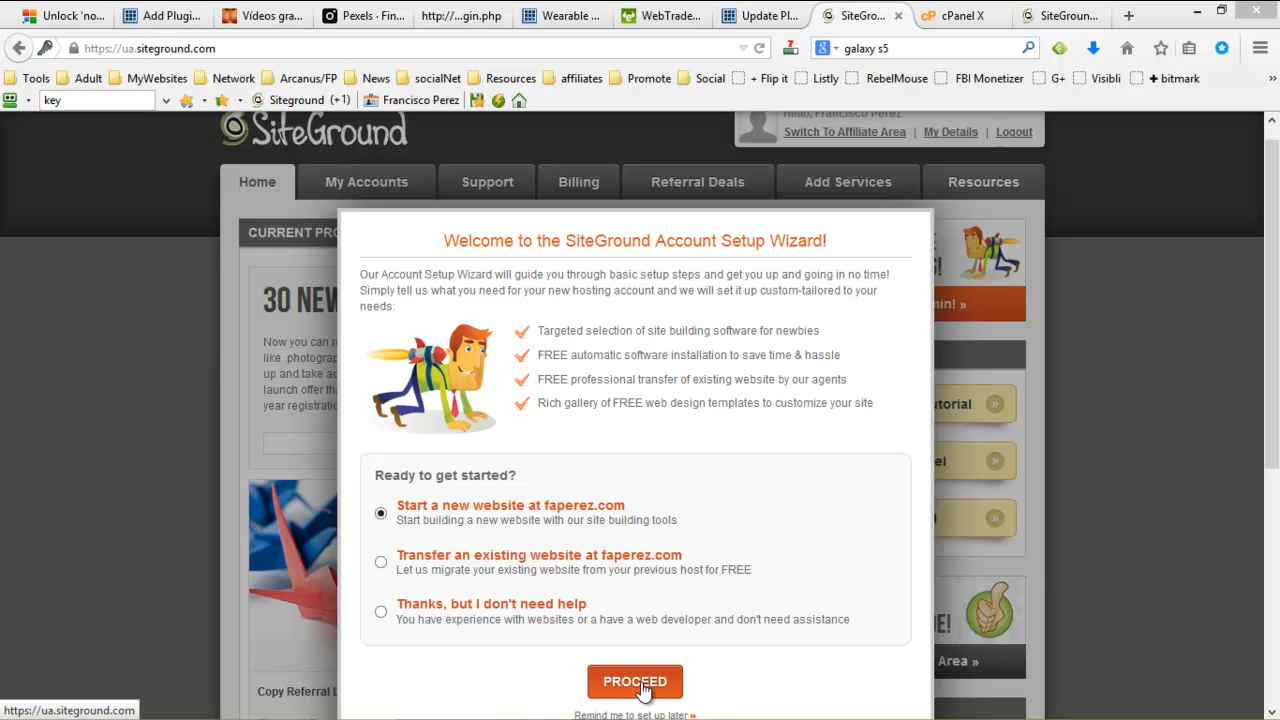 Unlock 'no...
Add Plugi...
Vídeos gra...
Pexels - Fin...
http://...gin.php
Wearable ...
WebTrade...
Update Pl...
SiteGro...
cPanel X
SiteGroun...
https://ua.siteground.com
galaxy s5
Tools
Adult
MyWebsites
Network
Arcanus/FP
News
socialNet
Resources
affiliates
Promote
Social
+ Flip it
Listly
RebelMouse
FBI Monetizer
G+
Visibli
+ bitmark
key
Siteground (+1)
Francisco Perez
SiteGround
Hello, Francisco Perez
Switch To Affiliate Area | My Details | Logout
Home
My Accounts
Support
Billing
Referral Deals
Add Services
Resources
CURRENT PRO
Welcome to the SiteGround Account Setup Wizard!
Our Account Setup Wizard will guide you through basic setup steps and get you up and going in no time!
Simply tell us what you need for your new hosting account and we will set it up custom-tailored to your
needs:
Targeted selection of site building software for newbies
FREE automatic software installation to save time & hassle
FREE professional transfer of existing website by our agents
Rich gallery of FREE web design templates to customize your site
30 NEW
Now you can r
like .photograp
up and take ad
launch offer tha
year registratio
Ready to get started?
Start a new website at faperez.com
Start building a new website with our site building tools
Transfer an existing website at faperez.com
Let us migrate your existing website from your previous host for FREE
Thanks, but I don't need help
You have experience with websites or a have a web developer and don't need assistance
PROCEED
Remind me to set up later »
min! »
utorial
el
E!
Area »
Copy Referral L
https://ua.siteground.com